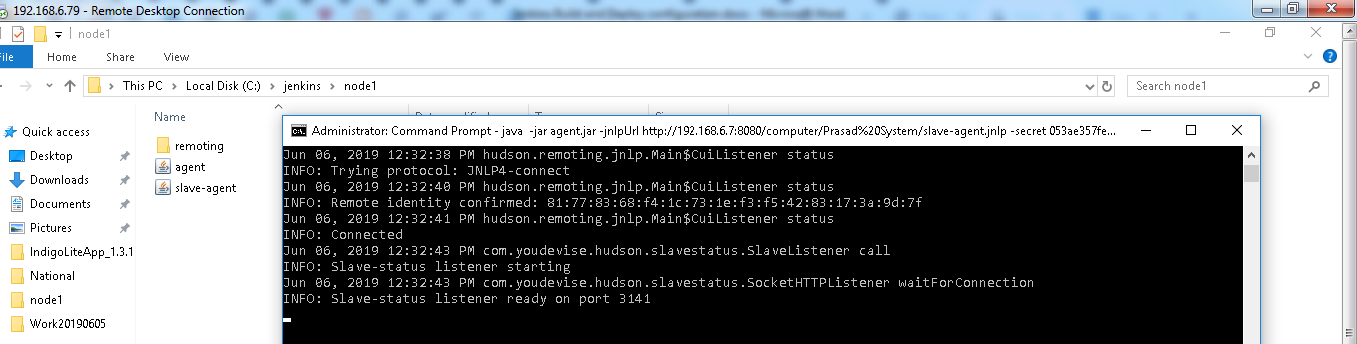 192.168.6.79 - Remote Desktop Connection
node1
File Home Share View
This PC > Local Disk (C:) > jenkins > node1
Search node1
Name
Quick access
Desktop
Downloads
Documents
Pictures
IndigoLiteApp_1.3.1
National
node1
Work20190605
remoting
agent
slave-agent
Administrator: Command Prompt - java -jar agent.jar -jnlpUrl http://192.168.6.7:8080/computer/Prasad%20System/slave-agent.jnlp -secret 053ae357fe...
Jun 06, 2019 12:32:38 PM hudson.remoting.jnlp.Main$CuiListener status
INFO: Trying protocol: JNLP4-connect
Jun 06, 2019 12:32:40 PM hudson.remoting.jnlp.Main$CuiListener status
INFO: Remote identity confirmed: 81:77:83:68:f4:1c:73:1e:f3:f5:42:83:17:3a:9d:7f
Jun 06, 2019 12:32:41 PM hudson.remoting.jnlp.Main$CuiListener status
INFO: Connected
Jun 06, 2019 12:32:43 PM com.youdevise.hudson.slavestatus.SlaveListener call
INFO: Slave-status listener starting
Jun 06, 2019 12:32:43 PM com.youdevise.hudson.slavestatus.SocketHTTPListener waitForConnection
INFO: Slave-status listener ready on port 3141